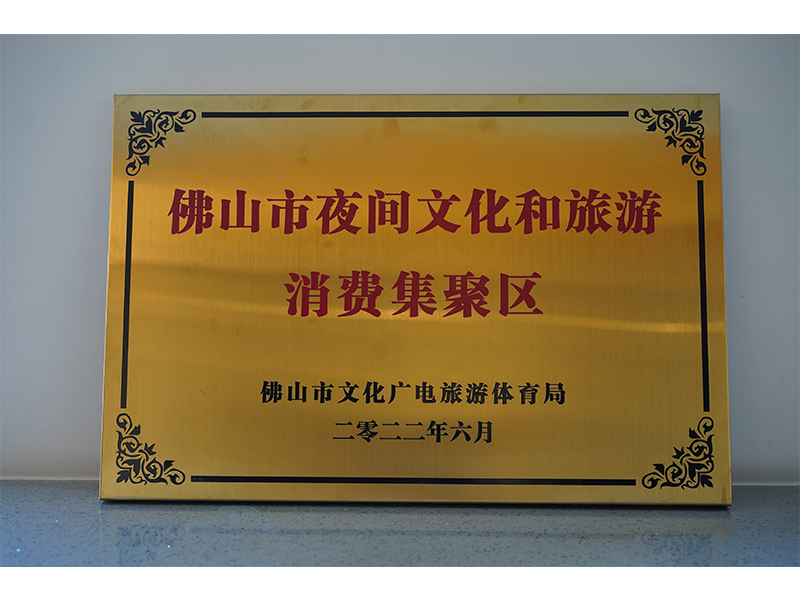 佛山市夜间文化和旅游
消费集聚区
佛山市文化广电旅游体育局
二零二二年六月